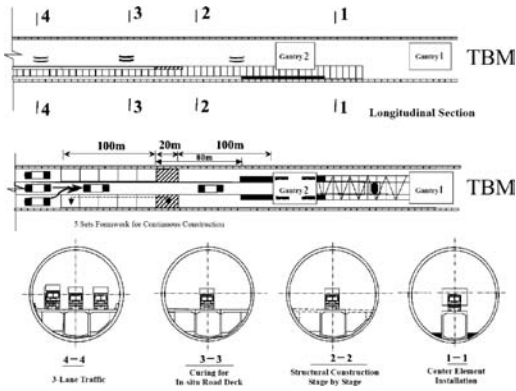 4 3 2 1
Gantry 2 Gantry 1 TBM
4 3 2 1
Longitudinal Section
100m 20m 100m
80m
Gantry 2 Gantry 1 TBM
5 Sets Formwork for Continuous Construction
4-4 3-3 2-2 1-1
3-Lane Traffic
Curing for
In-situ Road Deck
Structural Construction
Stage by Stage
Center Element
Installation